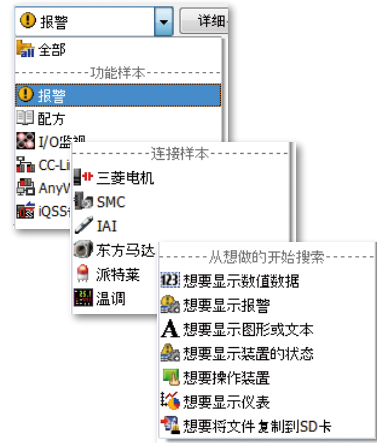 报警
详细
全部
功能样本
报警
配方
I/O监视
CC-Li
AnyW
iQSS
连接样本
三菱电机
SMC
IAI
东方马达
派特莱
温调
从想做的开始搜索
想要显示数值数据
想要显示报警
想要显示图形或文本
想要显示装置的状态
想要操作装置
想要显示仪表
想要将文件复制到SD卡